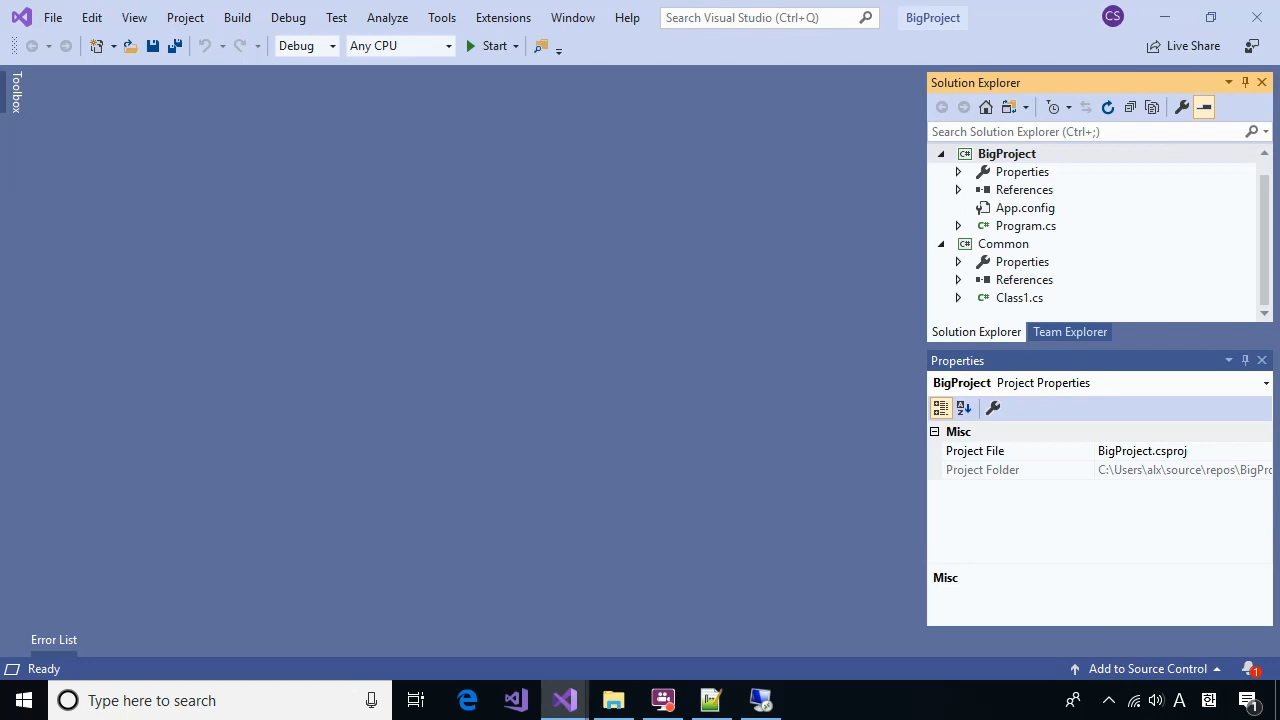 File Edit View Project Build Debug Test Analyze Tools Extensions Window Help Search Visual Studio (Ctrl+Q) BigProject CS
Debug Any CPU Start Live Share
Toolbox
Solution Explorer
Search Solution Explorer (Ctrl+;)
C# BigProject
Properties
References
App.config
C# Program.cs
C# Common
Properties
References
C# Class1.cs
Solution Explorer Team Explorer
Properties
BigProject Project Properties
Misc
Project File BigProject.csproj
Project Folder C:\Users\alx\source\repos\BigPro
Misc
Error List
Ready Add to Source Control 1
Type here to search A 1